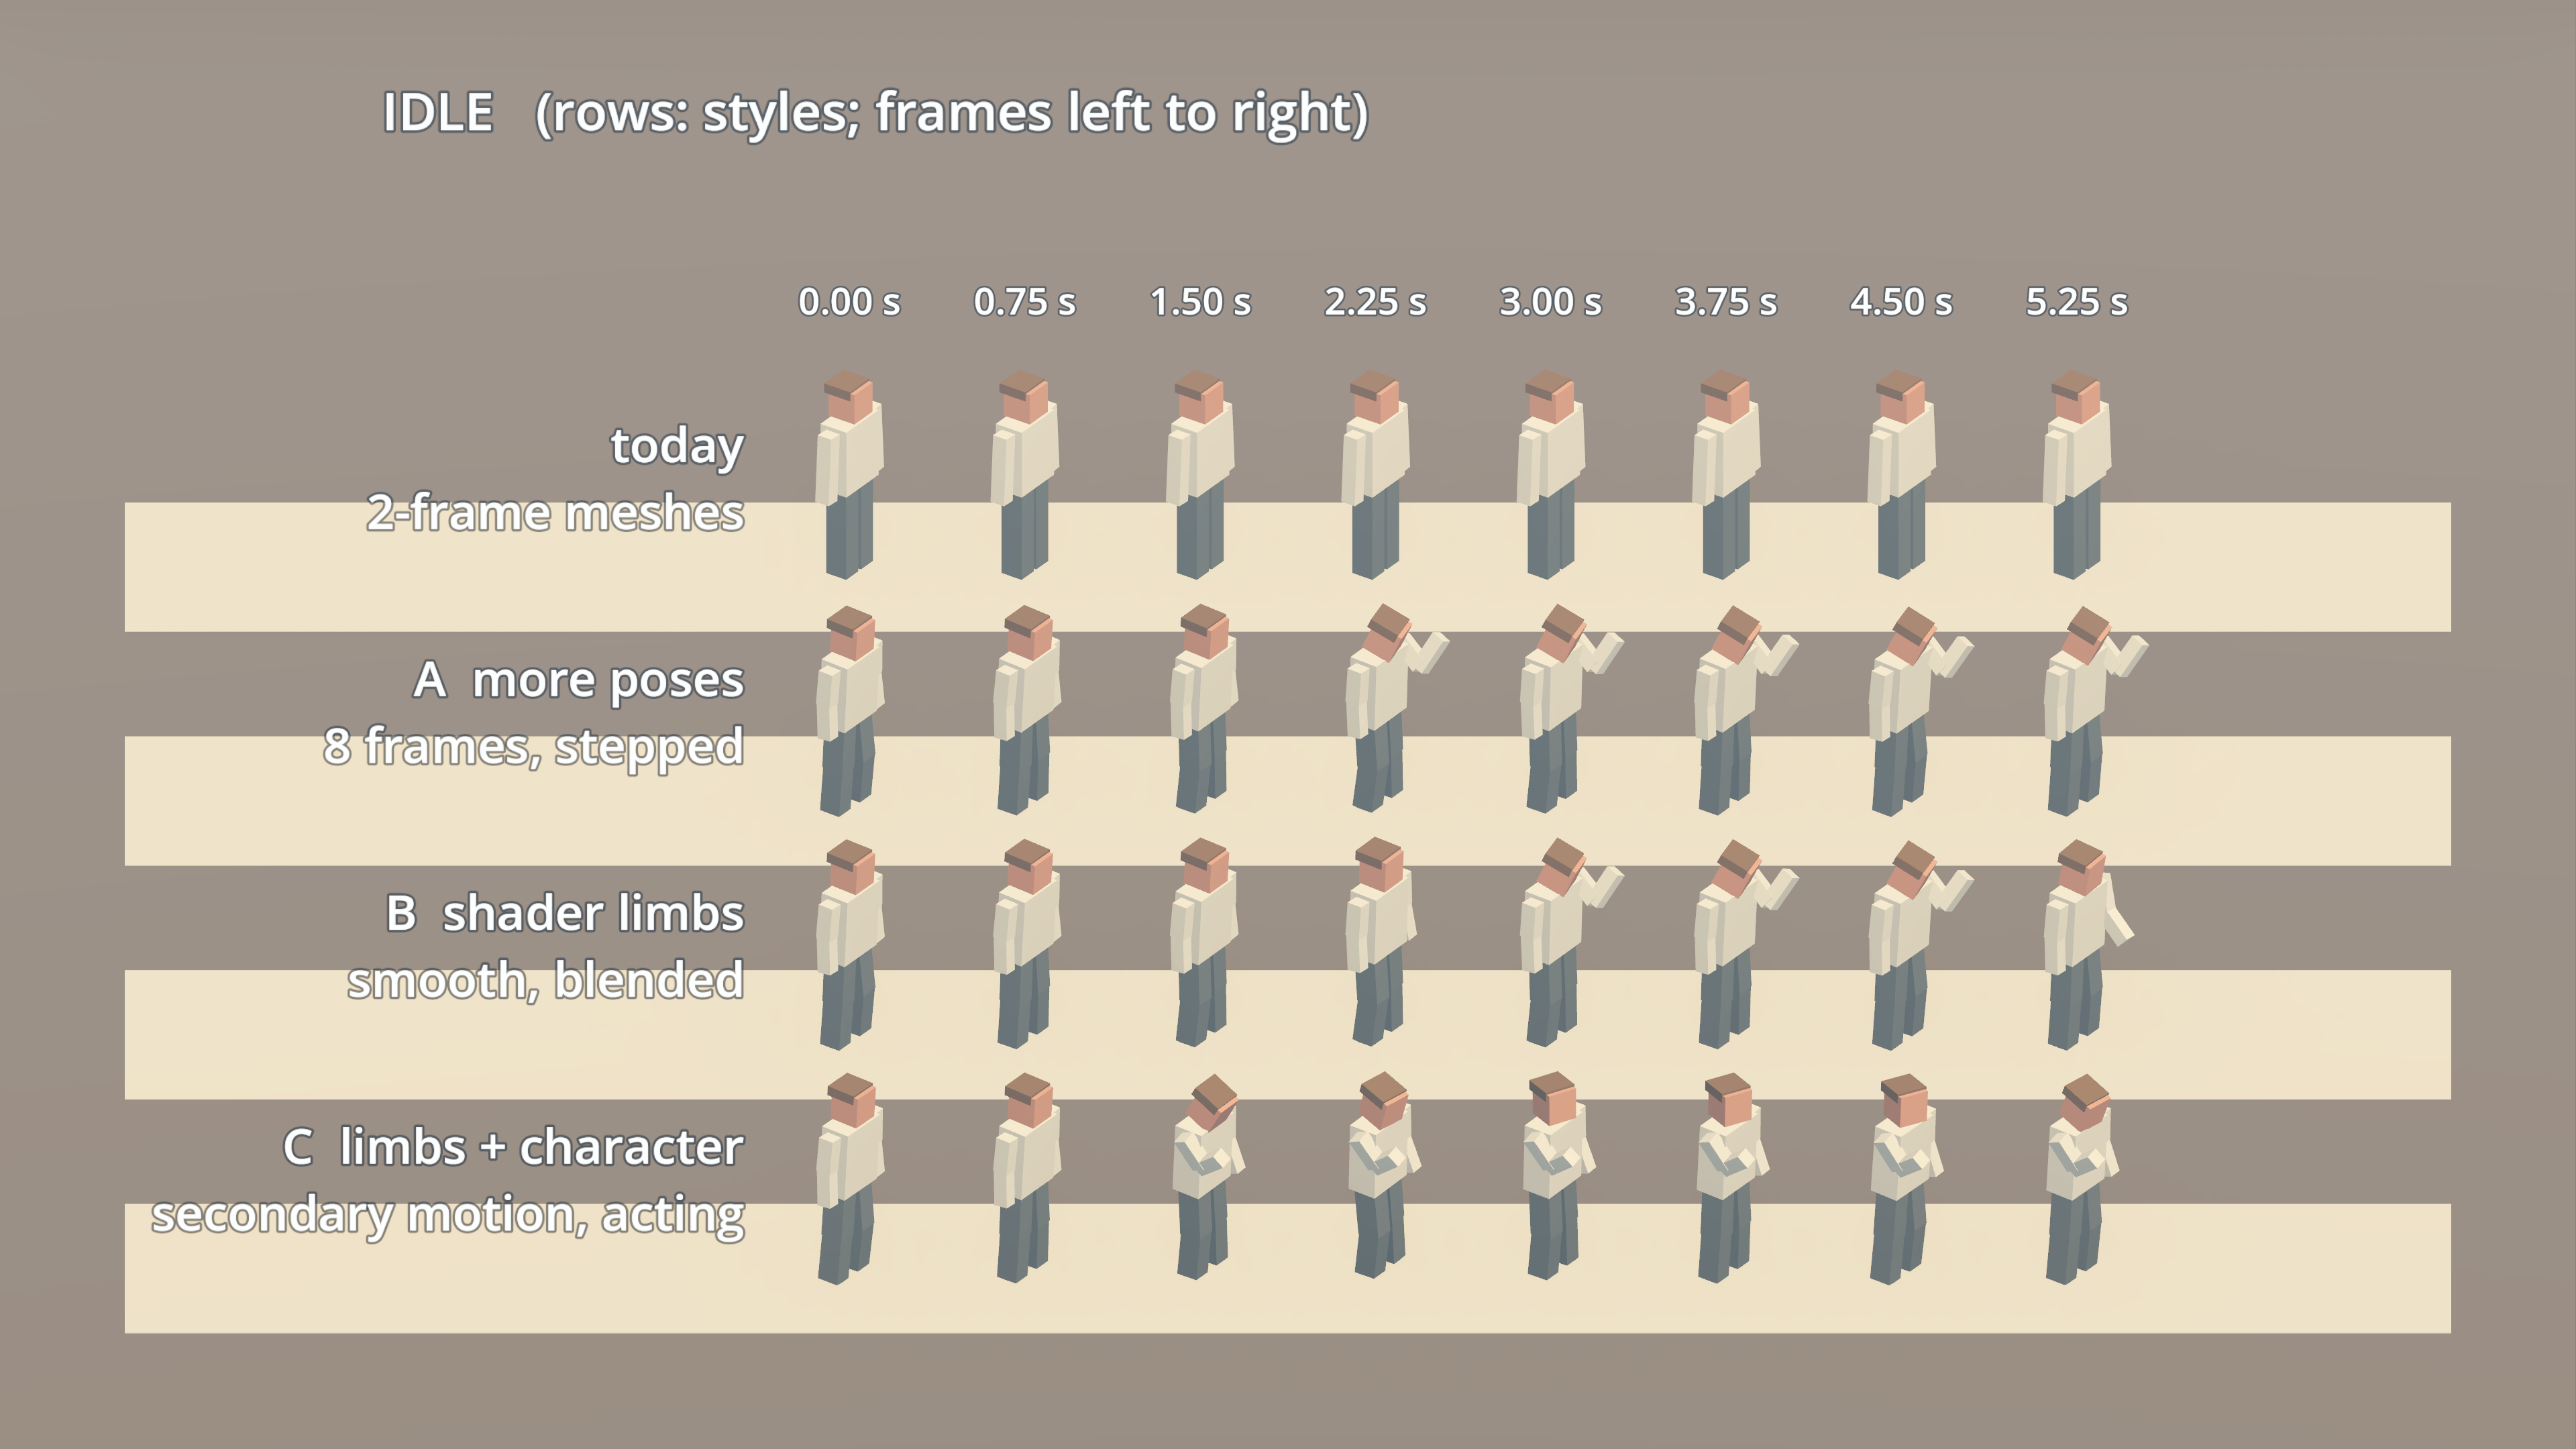 IDLE (rows: styles; frames left to right)
0.00 s 0.75 s 1.50 s 2.25 s 3.00 s 3.75 s 4.50 s 5.25 s
today
2-frame meshes
A more poses
8 frames, stepped
B shader limbs
smooth, blended
C limbs + character
secondary motion, acting